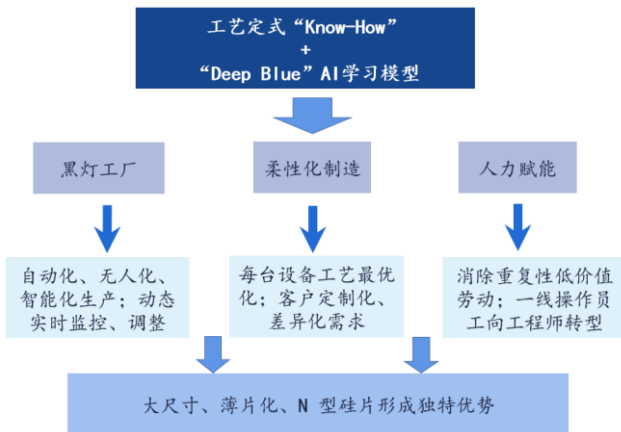 工艺定式“Know-How”
+
“Deep Blue”AI学习模型
黑灯工厂
柔性化制造
人力赋能
自动化、无人化、
智能化生产；动态
实时监控、调整
每台设备工艺最优
化；客户定制化、
差异化需求
消除重复性低价值
劳动；一线操作员
工向工程师转型
大尺寸、薄片化、N 型硅片形成独特优势